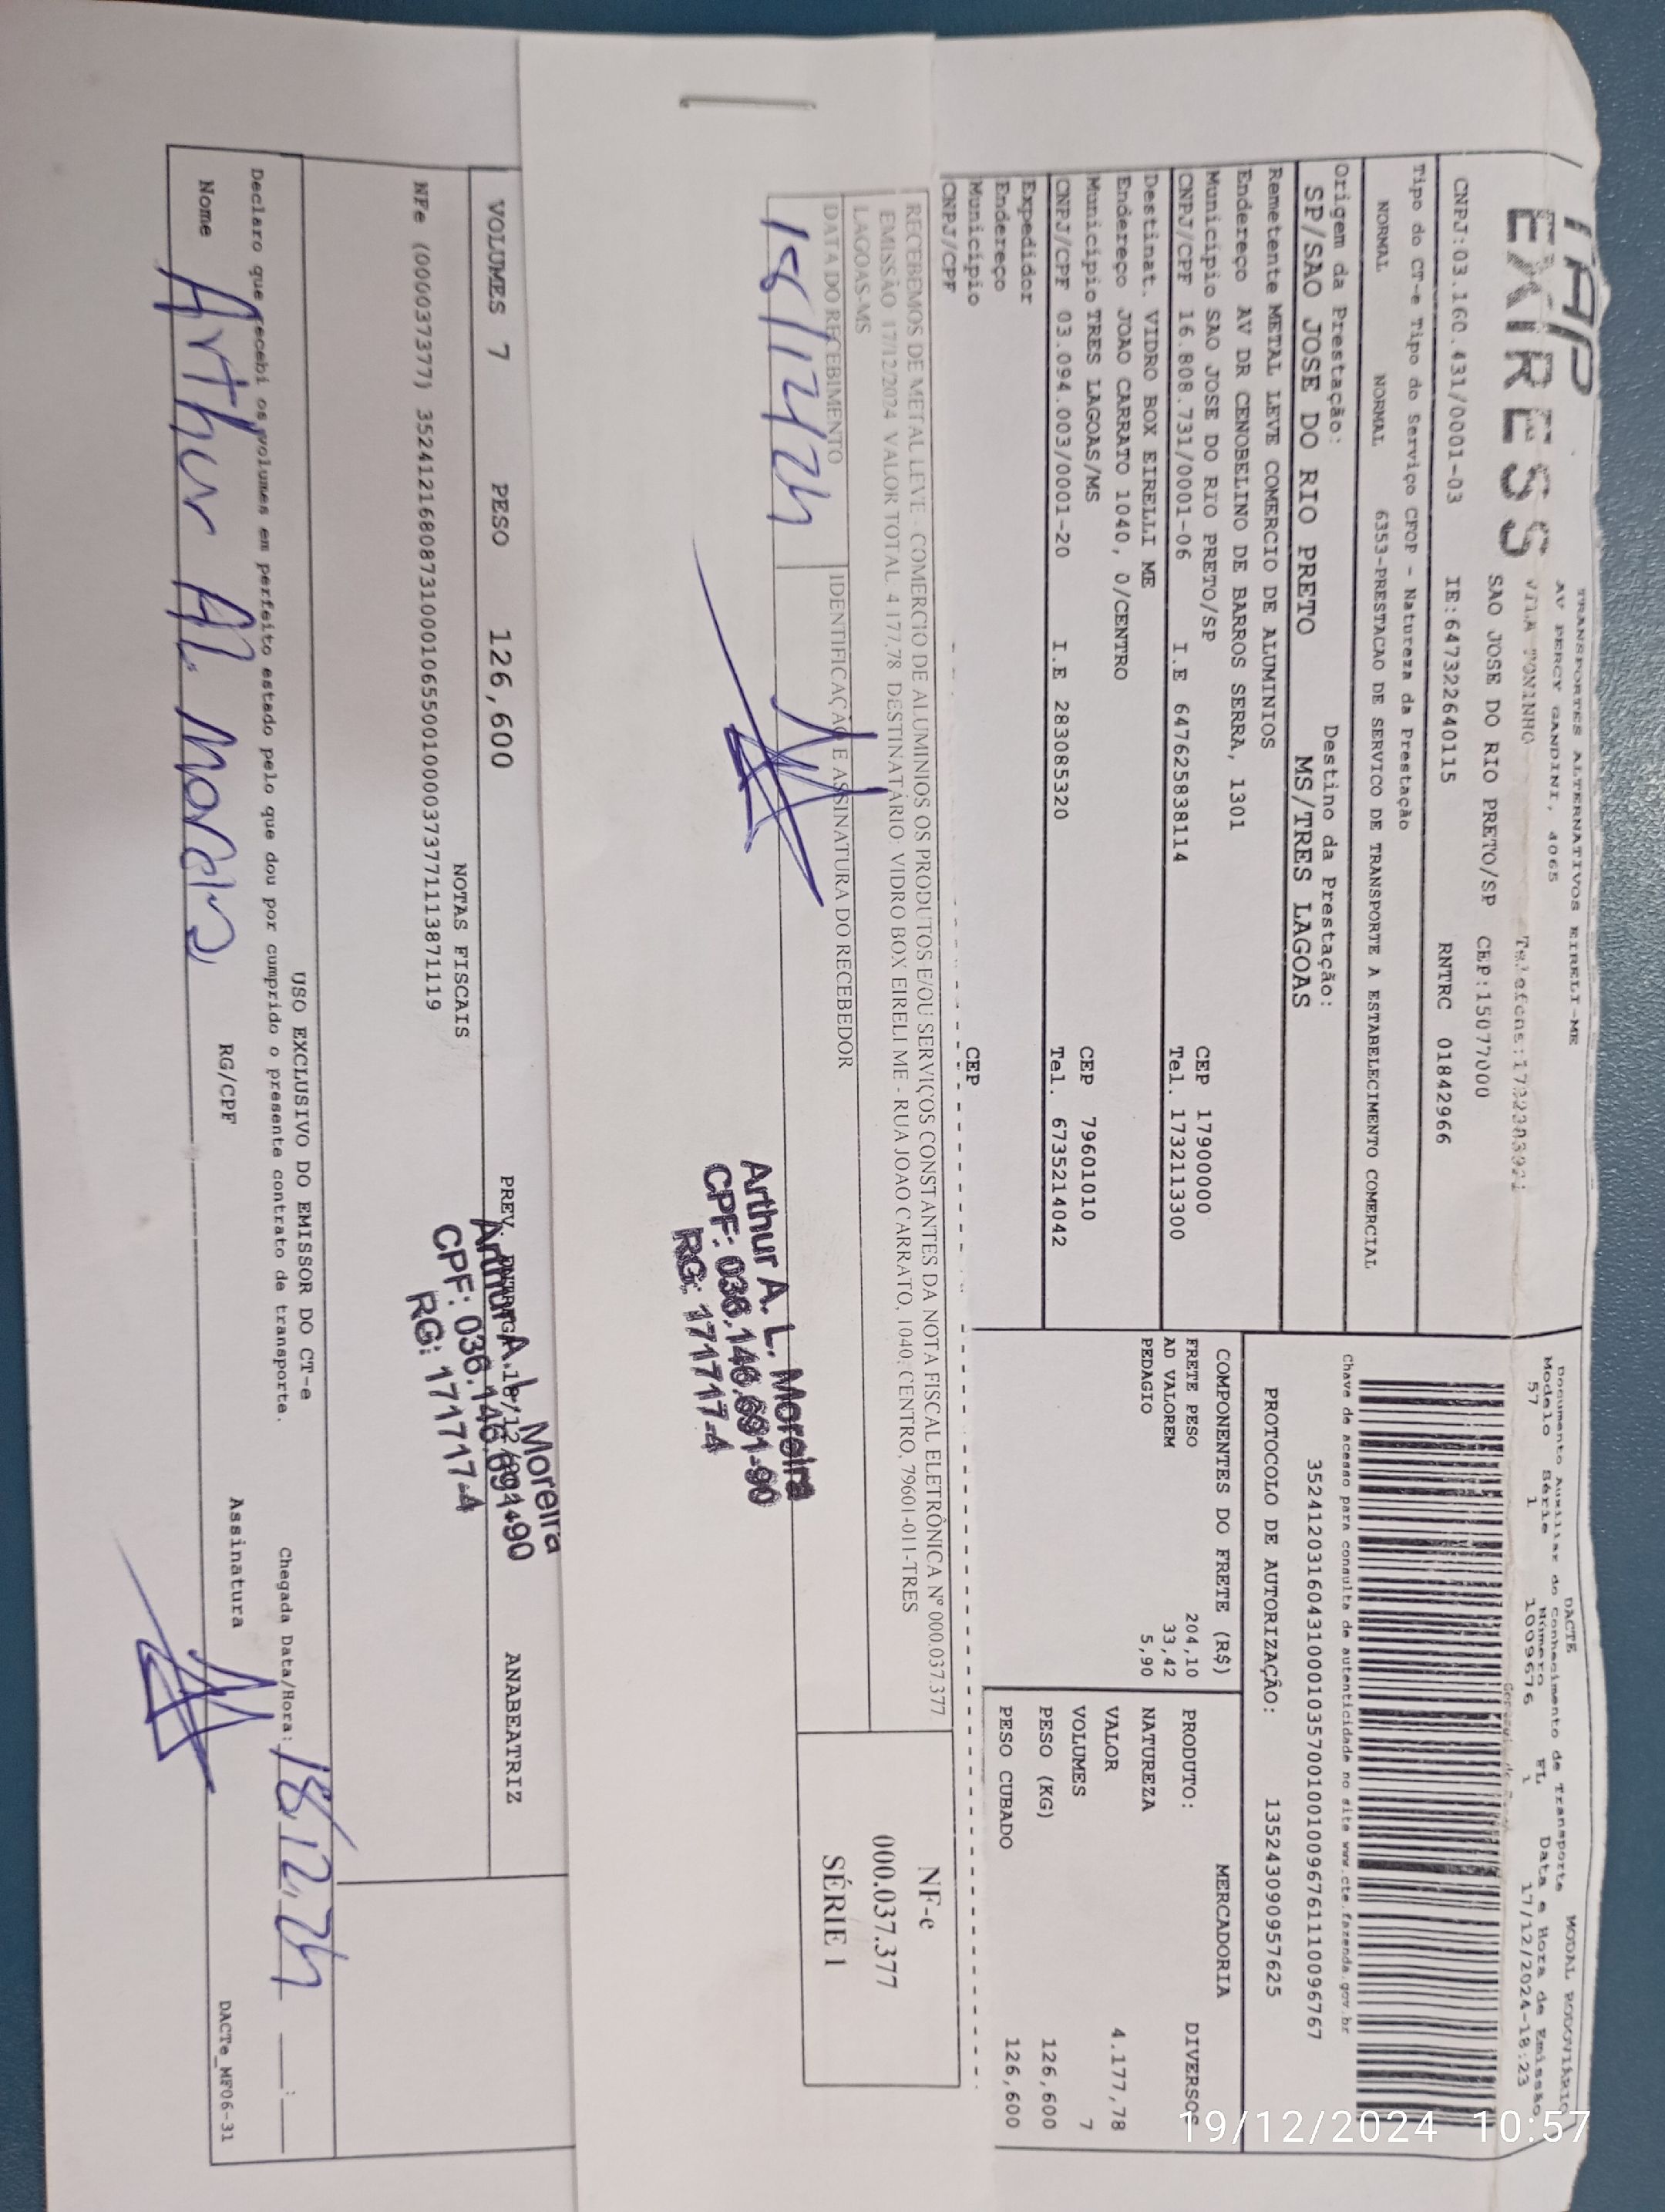 TAP
EXPRESS
TRANSPORTES ALTERNATIVOS EIRELI-ME
AV PERCY GANDINI, 4065
VILA TONINHO
SAO JOSE DO RIO PRETO/SP CEP:15077000
CNPJ:03.160.431/0001-03 IE:647322640115 RNTRC 01842966
Tipo do CT-e Tipo do Serviço CFOP - Natureza da Prestação
NORMAL NORMAL 6353-PRESTACAO DE SERVICO DE TRANSPORTE A ESTABELECIMENTO COMERCIAL
Origem da Prestação: Destino da Prestação:
SP/SAO JOSE DO RIO PRETO MS/TRES LAGOAS
DACTE MODAL RODOVIÁRIO
Documento Auxiliar do Conhecimento de Transporte
Modelo Série Número FL Data e Hora de Emissão
57 1 1009676 1 17/12/2024-18:23
Chave de acesso para consulta de autenticidade no site www.cte.fazenda.gov.br
35241203160431000103570010010096761110096767
PROTOCOLO DE AUTORIZAÇÃO: 135243090957625
Remetente METAL LEVE COMERCIO DE ALUMINIOS
Endereço AV DR CENOBELINO DE BARROS SERRA, 1301
Município SAO JOSE DO RIO PRETO/SP CEP 17900000
CNPJ/CPF 16.808.731/0001-06 I.E 647625838114 Tel. 1732113300
Destinat. VIDRO BOX EIRELLI ME
Endereço JOAO CARRATO 1040, 0/CENTRO
Município TRES LAGOAS/MS CEP 79601010
CNPJ/CPF 03.094.003/0001-20 I.E 283085320 Tel. 6735214042
Expedidor
Endereço
Município CEP
CNPJ/CPF
COMPONENTES DO FRETE (R$)
FRETE PESO 204,10
AD VALOREM 33,42
PEDAGIO 5,90
MERCADORIA
PRODUTO: DIVERSOS
NATUREZA
VALOR 4.177,78
VOLUMES 7
PESO (KG) 126,600
PESO CUBADO 126,600
RECEBEMOS DE METAL LEVE - COMERCIO DE ALUMINIOS OS PRODUTOS E/OU SERVIÇOS CONSTANTES DA NOTA FISCAL ELETRÔNICA Nº 000.037.377
EMISSÃO 17/12/2024 VALOR TOTAL. 4.177,78 DESTINATÁRIO: VIDRO BOX EIRELI ME - RUA JOAO CARRATO, 1040; CENTRO, 79601-011-TRES
LAGOAS-MS
DATA DO RECEBIMENTO IDENTIFICAÇÃO E ASSINATURA DO RECEBEDOR
18/12/24
NF-e
000.037.377
SÉRIE 1
Arthur A. L. Moreira
CPF: 036.146.691-90
RG: 171717-4
VOLUMES 7 PESO 126,600 PREV. ENTREGA. 18/12/2024 ANABEATRIZ
Arthur A. L. Moreira
CPF: 036.146.691-90
RG: 171717-4
NOTAS FISCAIS
NFe (000037377) 35241216808731000106550010000373771113871119
USO EXCLUSIVO DO EMISSOR DO CT-e
Declaro que recebi os volumes em perfeito estado pelo que dou por cumprido o presente contrato de transporte. Chegada Data/Hora: 18/12/24 __:__
Nome Arthur Al. Moreira RG/CPF Assinatura
DACTe_MF06-31
19/12/2024 10:57